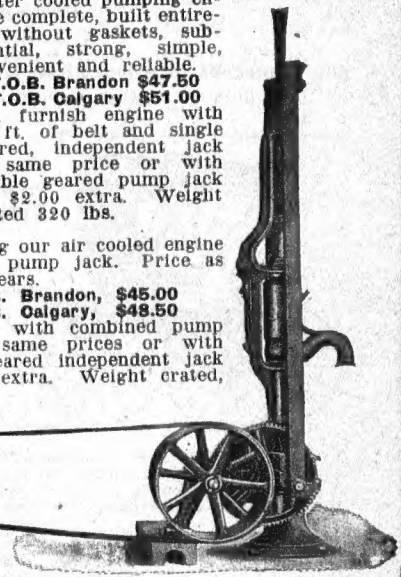 ter cooled pumping en-
e complete, built entire-
without gaskets, sub-
ntial, strong, simple,
venient and reliable.
.O.B. Brandon $47.50
.O.B. Calgary $51.00
furnish engine with
ft. of belt and single
red, independent jack
same price or with
ble geared pump jack
$2.00 extra. Weight
ted 320 lbs.
g our air cooled engine
pump jack. Price as
ears.
. Brandon, $45.00
. Calgary, $48.50
with combined pump
same prices or with
eared independent jack
extra. Weight crated,